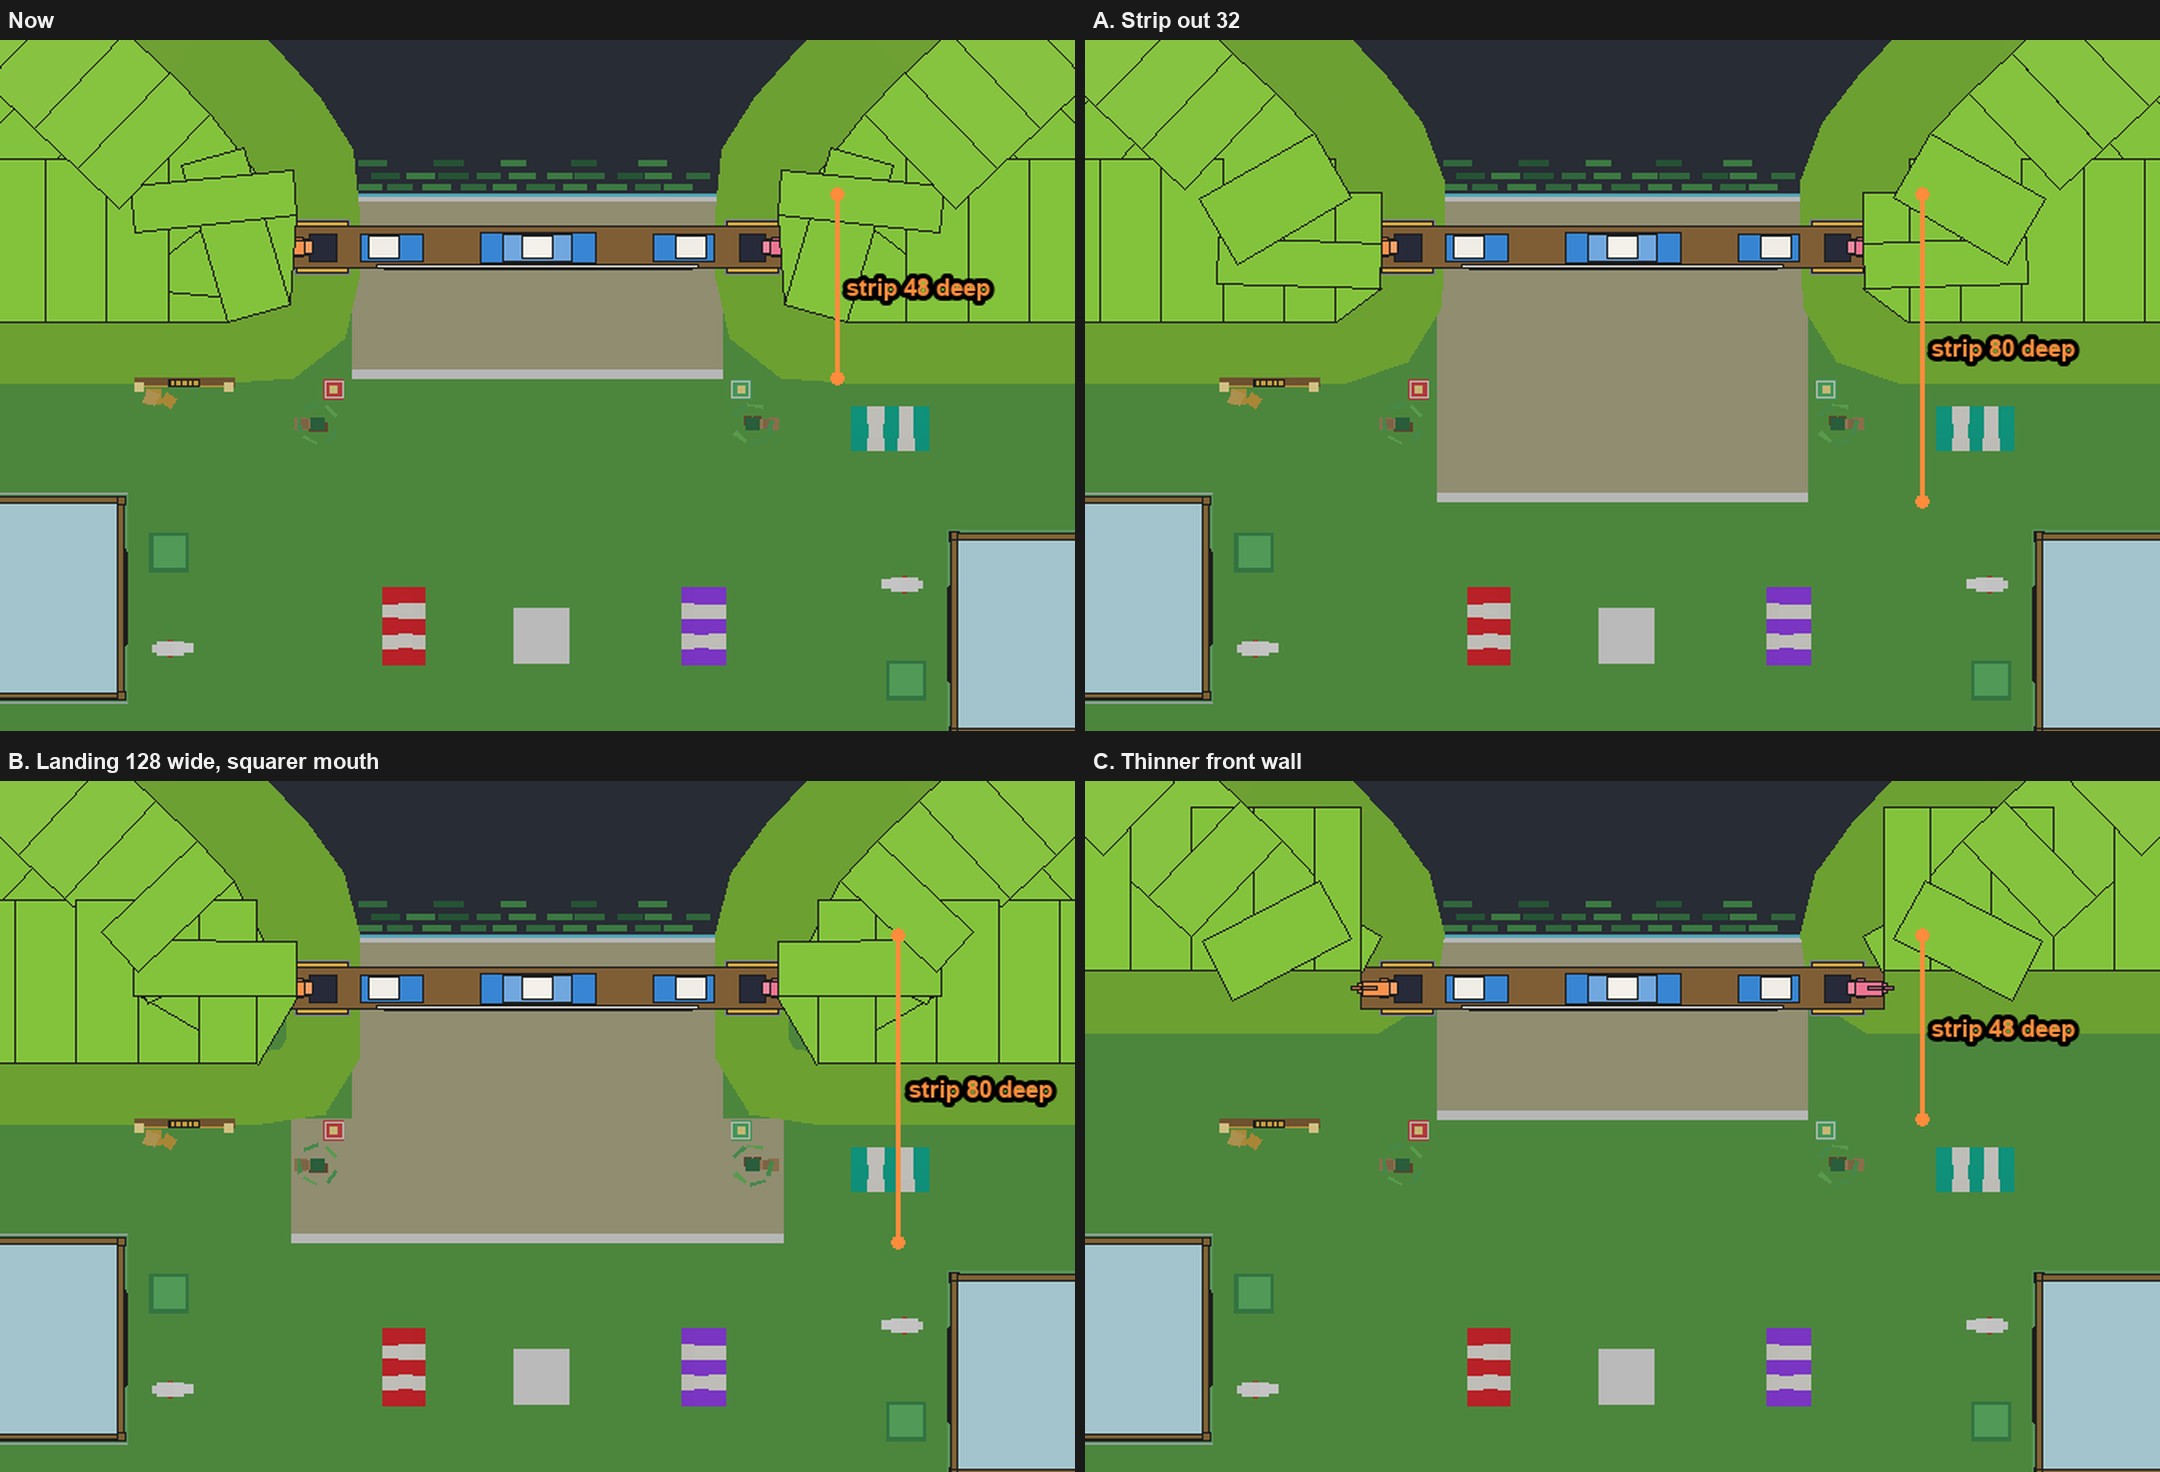 Now
A. Strip out 32
strip 48 deep
strip 80 deep
B. Landing 128 wide, squarer mouth
C. Thinner front wall
strip 80 deep
strip 48 deep